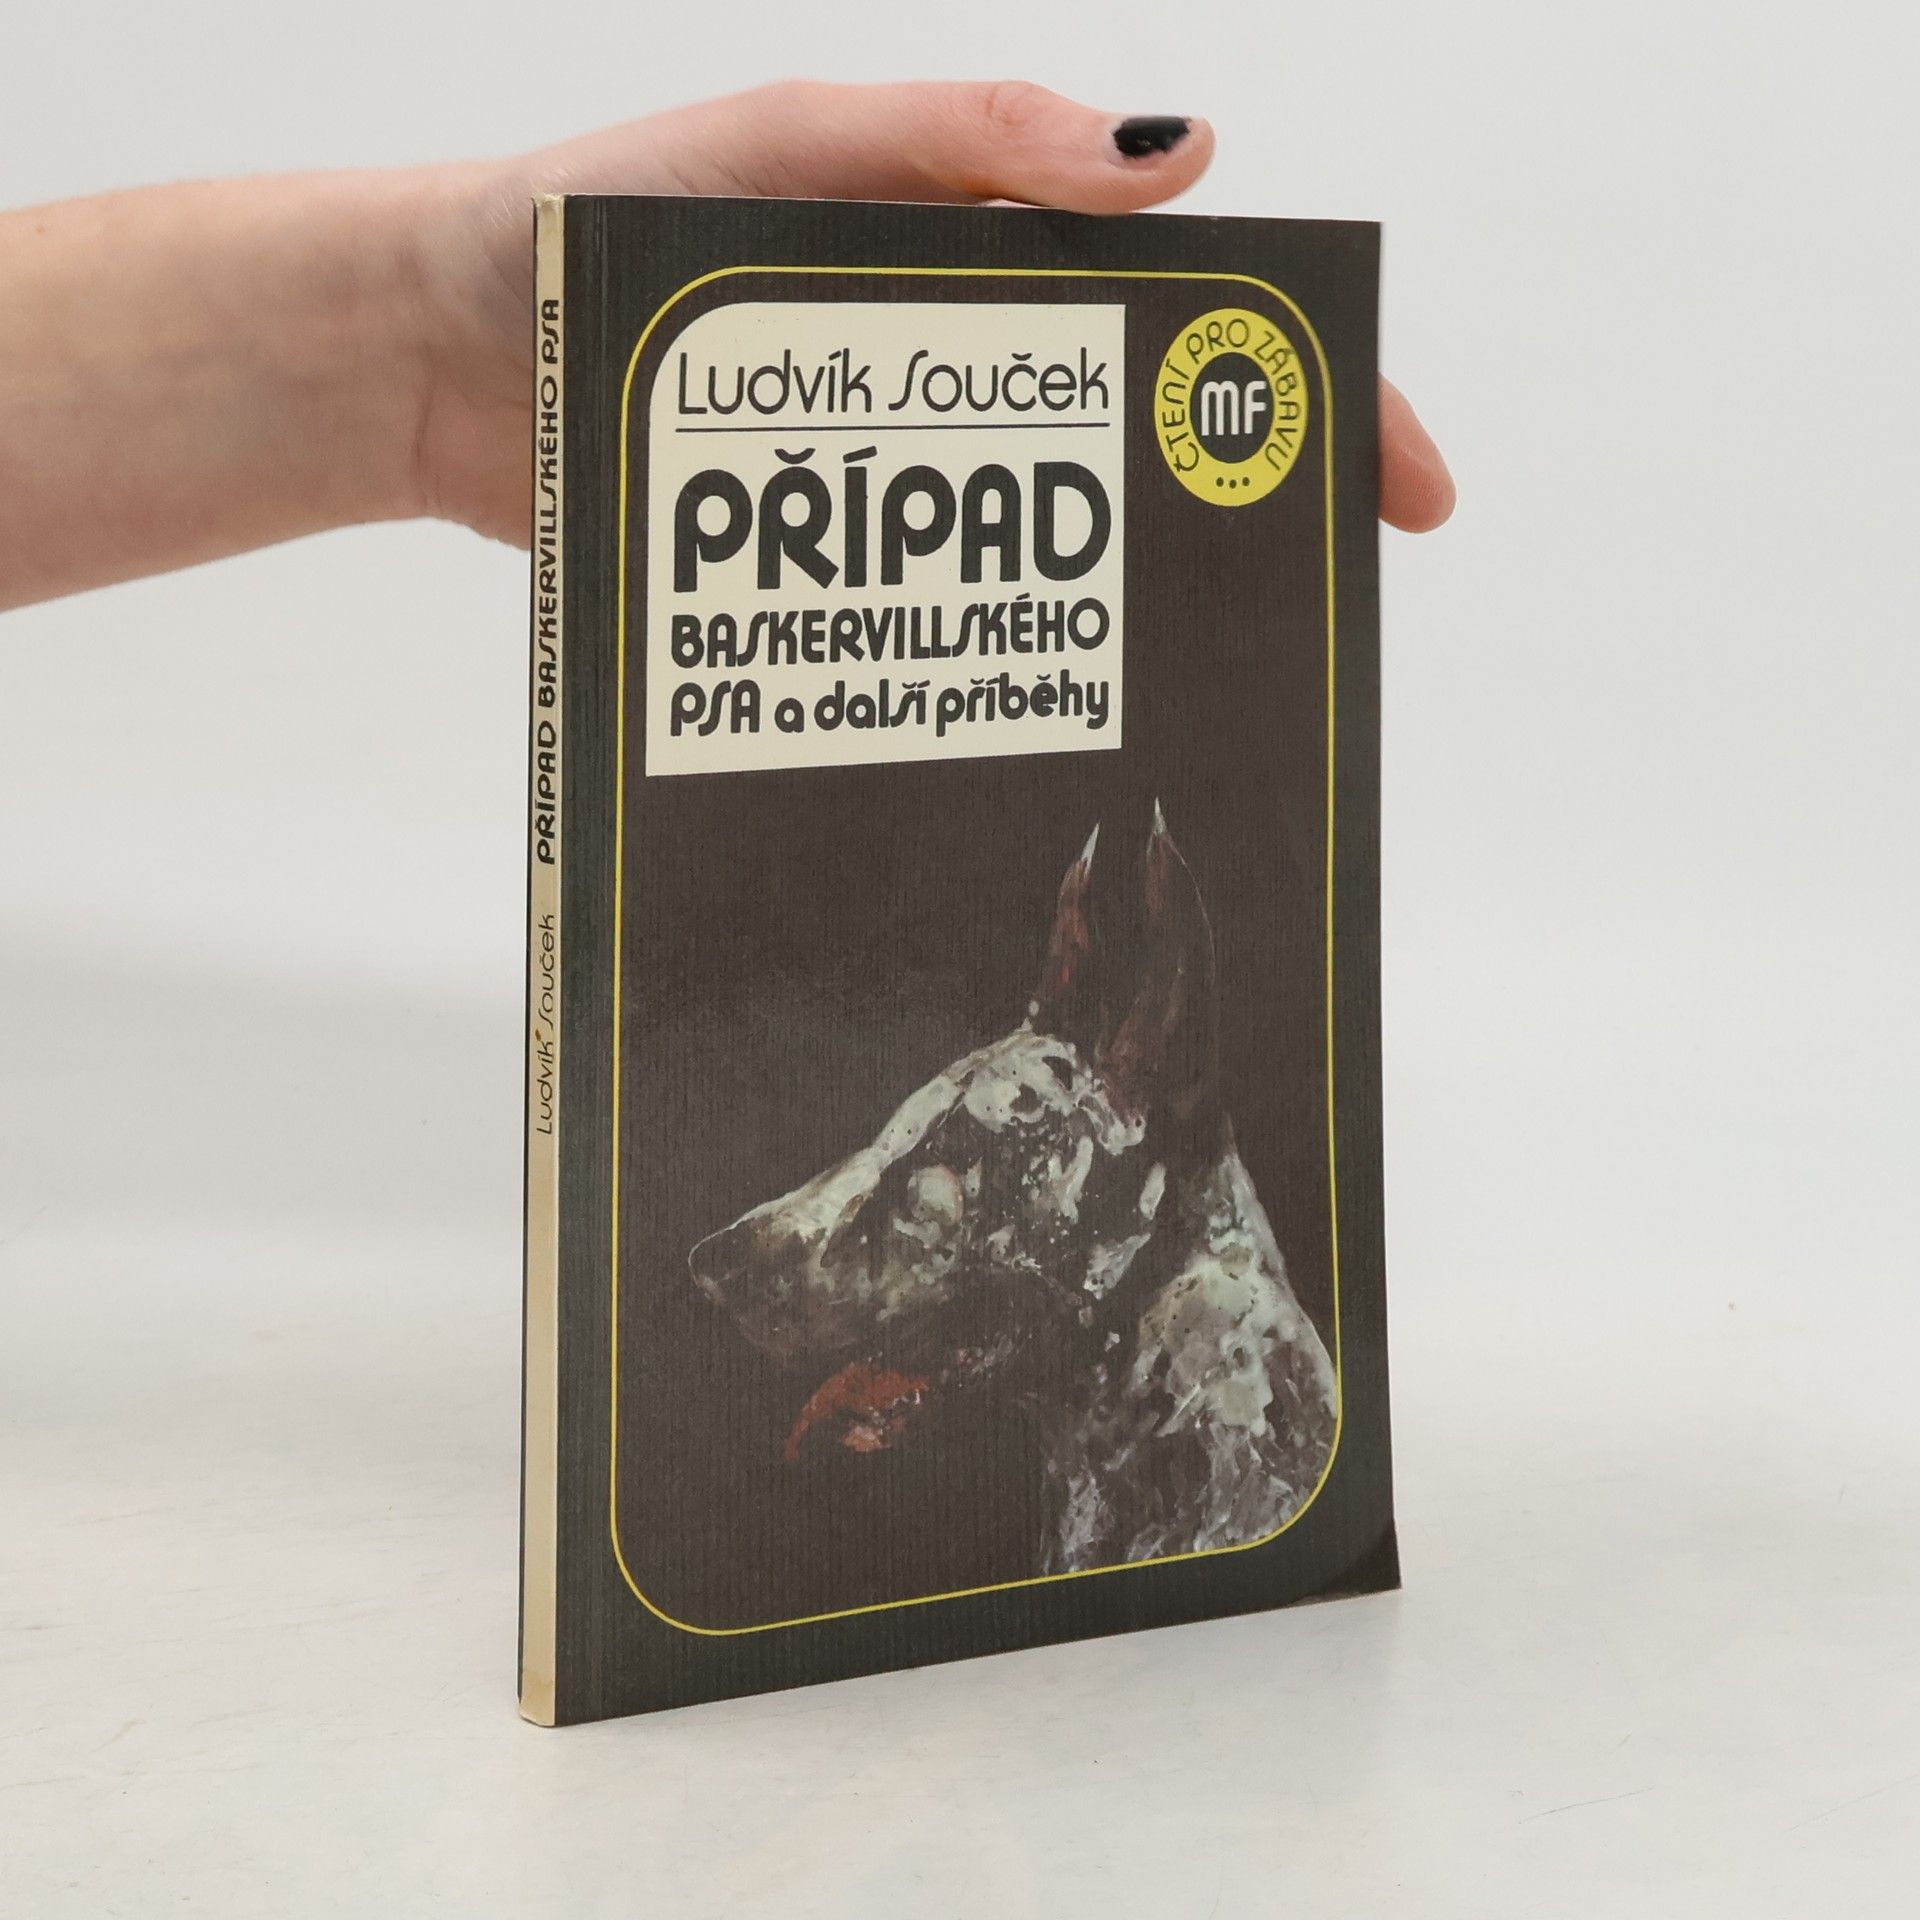 Ludvík Souček
PŘÍPAD
BASKERVILLSKÉHO
PSA a další příběhy
ČTENÍ PRO ZÁBAVU
MF
...
Ludvík Souček PŘÍPAD BASKERVILLSKÉHO PSA